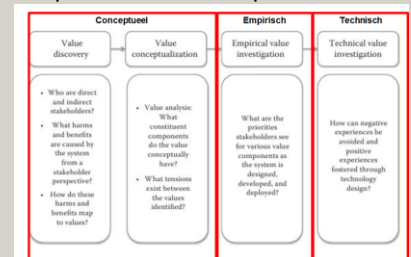 Conceptueel
Empirisch
Technisch
Value
discovery
Value
conceptualization
Empirical value
investigation
Technical value
investigation
• Who are direct
and indirect
stakeholders?
• What harms
and benefits
are caused by
the system
from a
stakeholder
perspective?
• How do these
harms and
benefits map
to values?
• Value analysis:
What
constituent
components
do the value
conceptually
have?
• What tensions
exist between
the values
identified?
What are the
priorities
stakeholders see
for various value
components as
the system is
designed,
developed, and
deployed?
How can negative
experiences be
avoided and
positive
experiences
fostered through
technology
design?